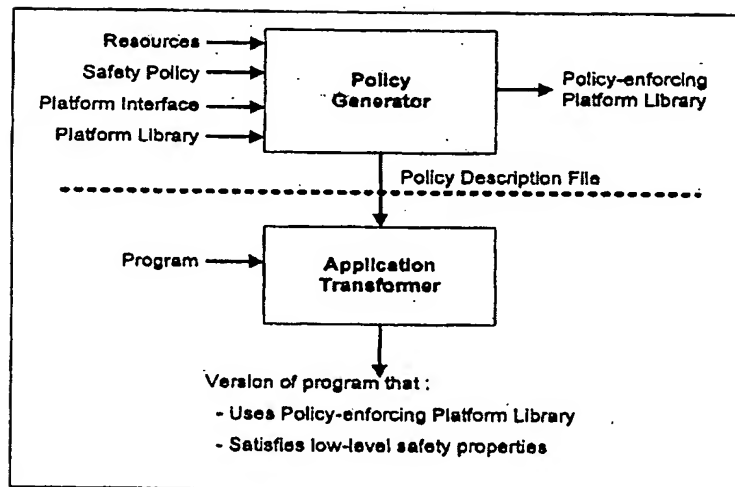 Resources
Safety Policy
Platform Interface
Platform Library
Policy
Generator
Policy-enforcing
Platform Library
Policy Description File
Program
Application
Transformer
Version of program that :
- Uses Policy-enforcing Platform Library
- Satisfies low-level safety properties